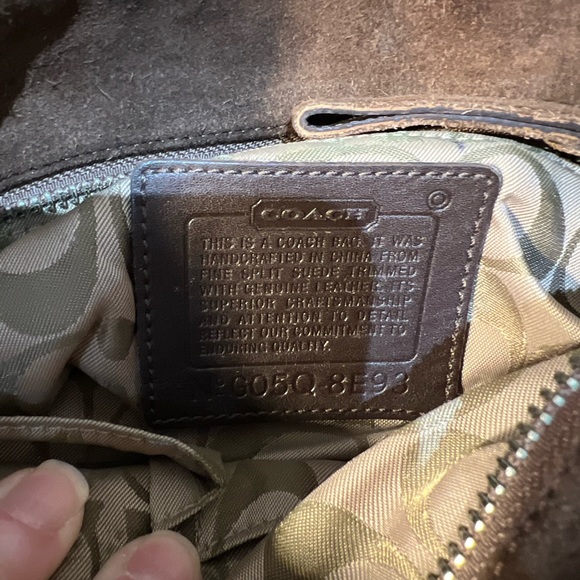 COACH
THIS IS A COACH BAG. IT WAS
HANDCRAFTED IN CHINA FROM
FINE SPLIT SUEDE TRIMMED
WITH GENUINE LEATHER. ITS
SUPERIOR CRAFTSMANSHIP
AND ATTENTION TO DETAIL
REFLECT OUR COMMITMENT TO
ENDURING QUALITY.
G05Q-8E93